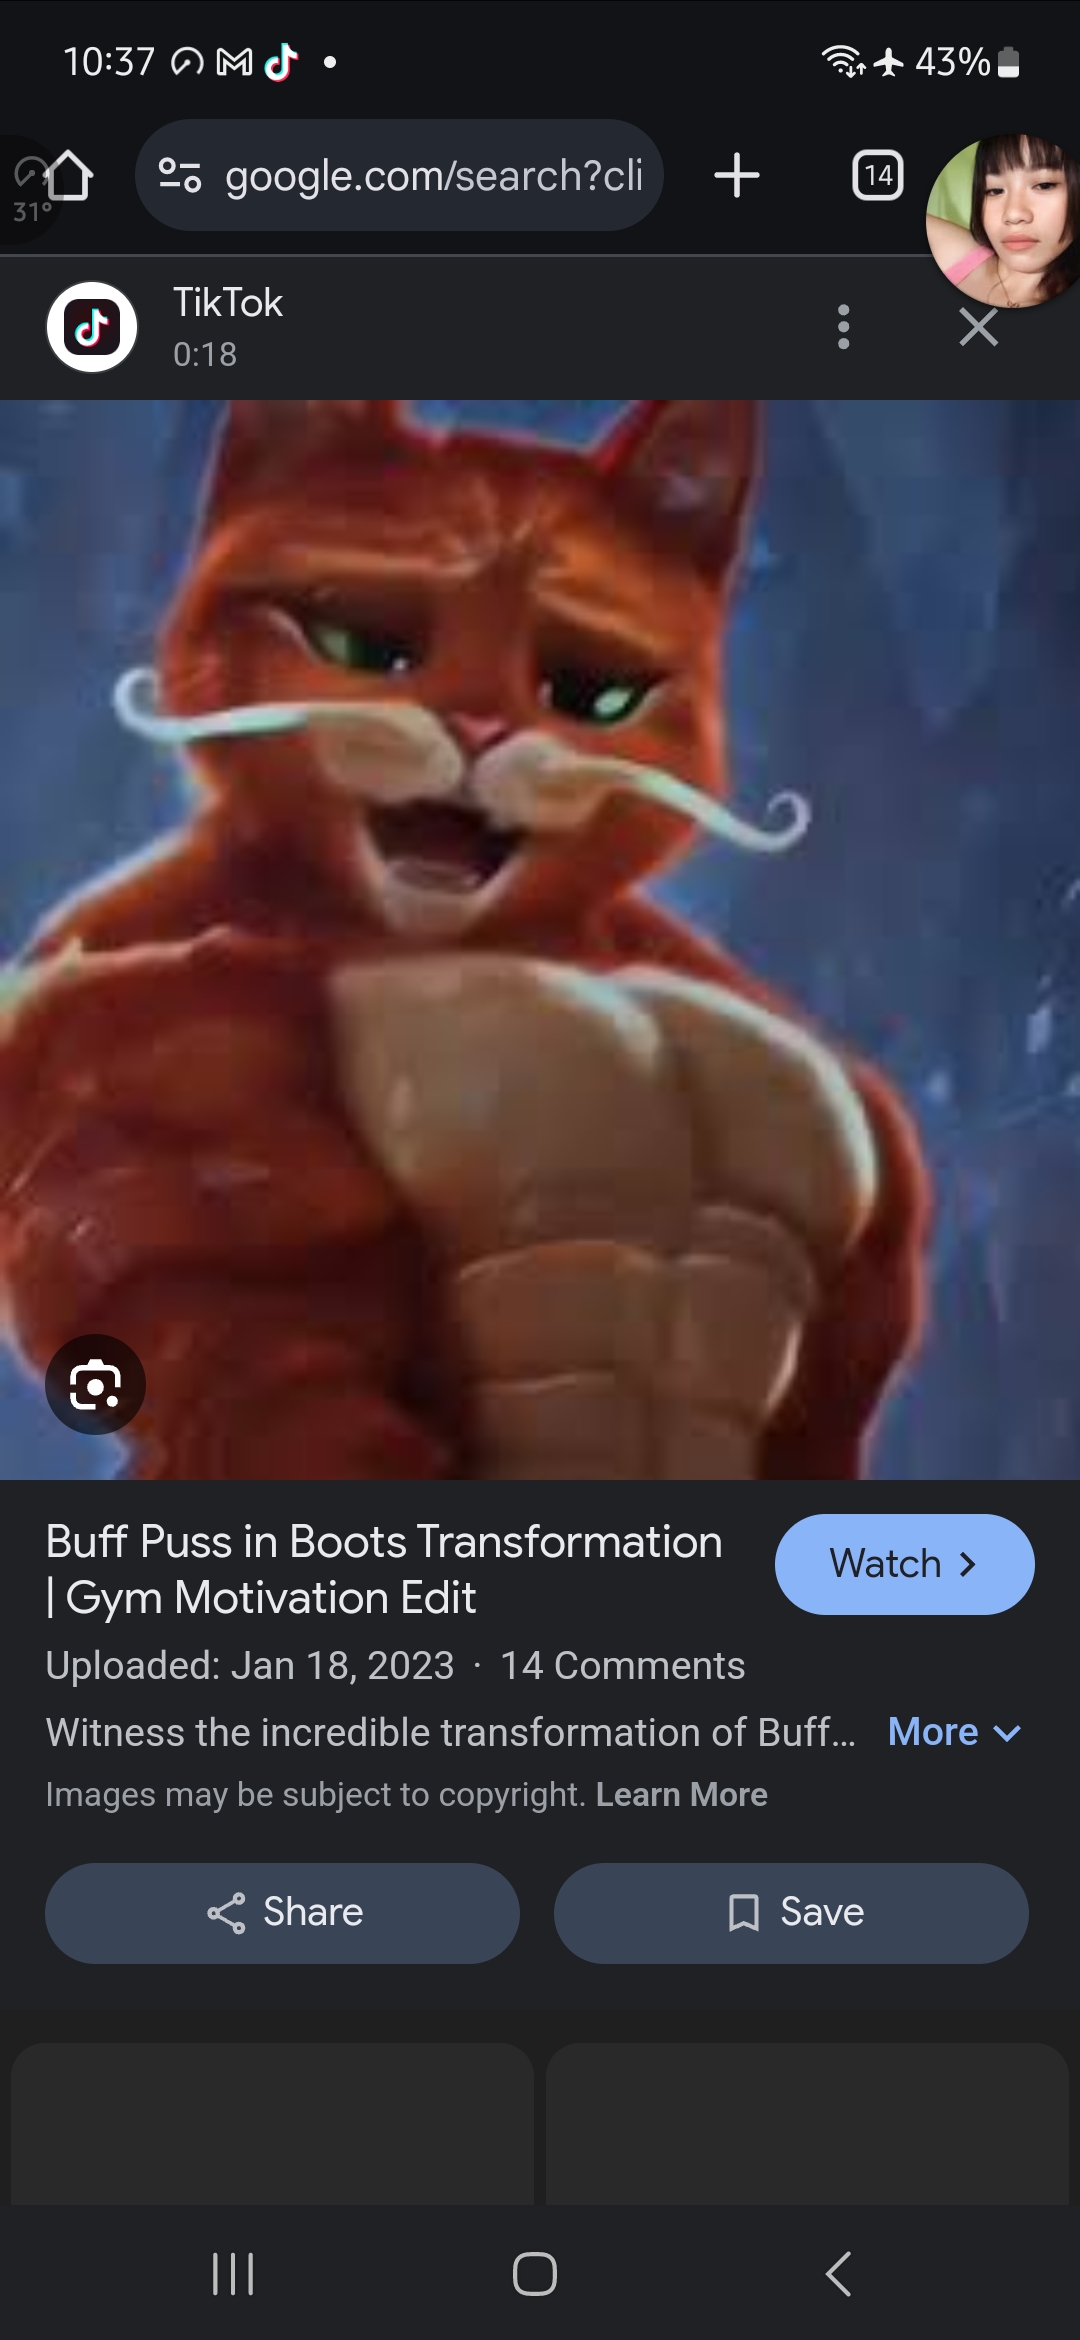 10:37
43%
31°
google.com/search?cli
14
TikTok
0:18
Buff Puss in Boots Transformation
| Gym Motivation Edit
Watch
Uploaded: Jan 18, 2023 · 14 Comments
Witness the incredible transformation of Buff...
More
Images may be subject to copyright. Learn More
Share
Save